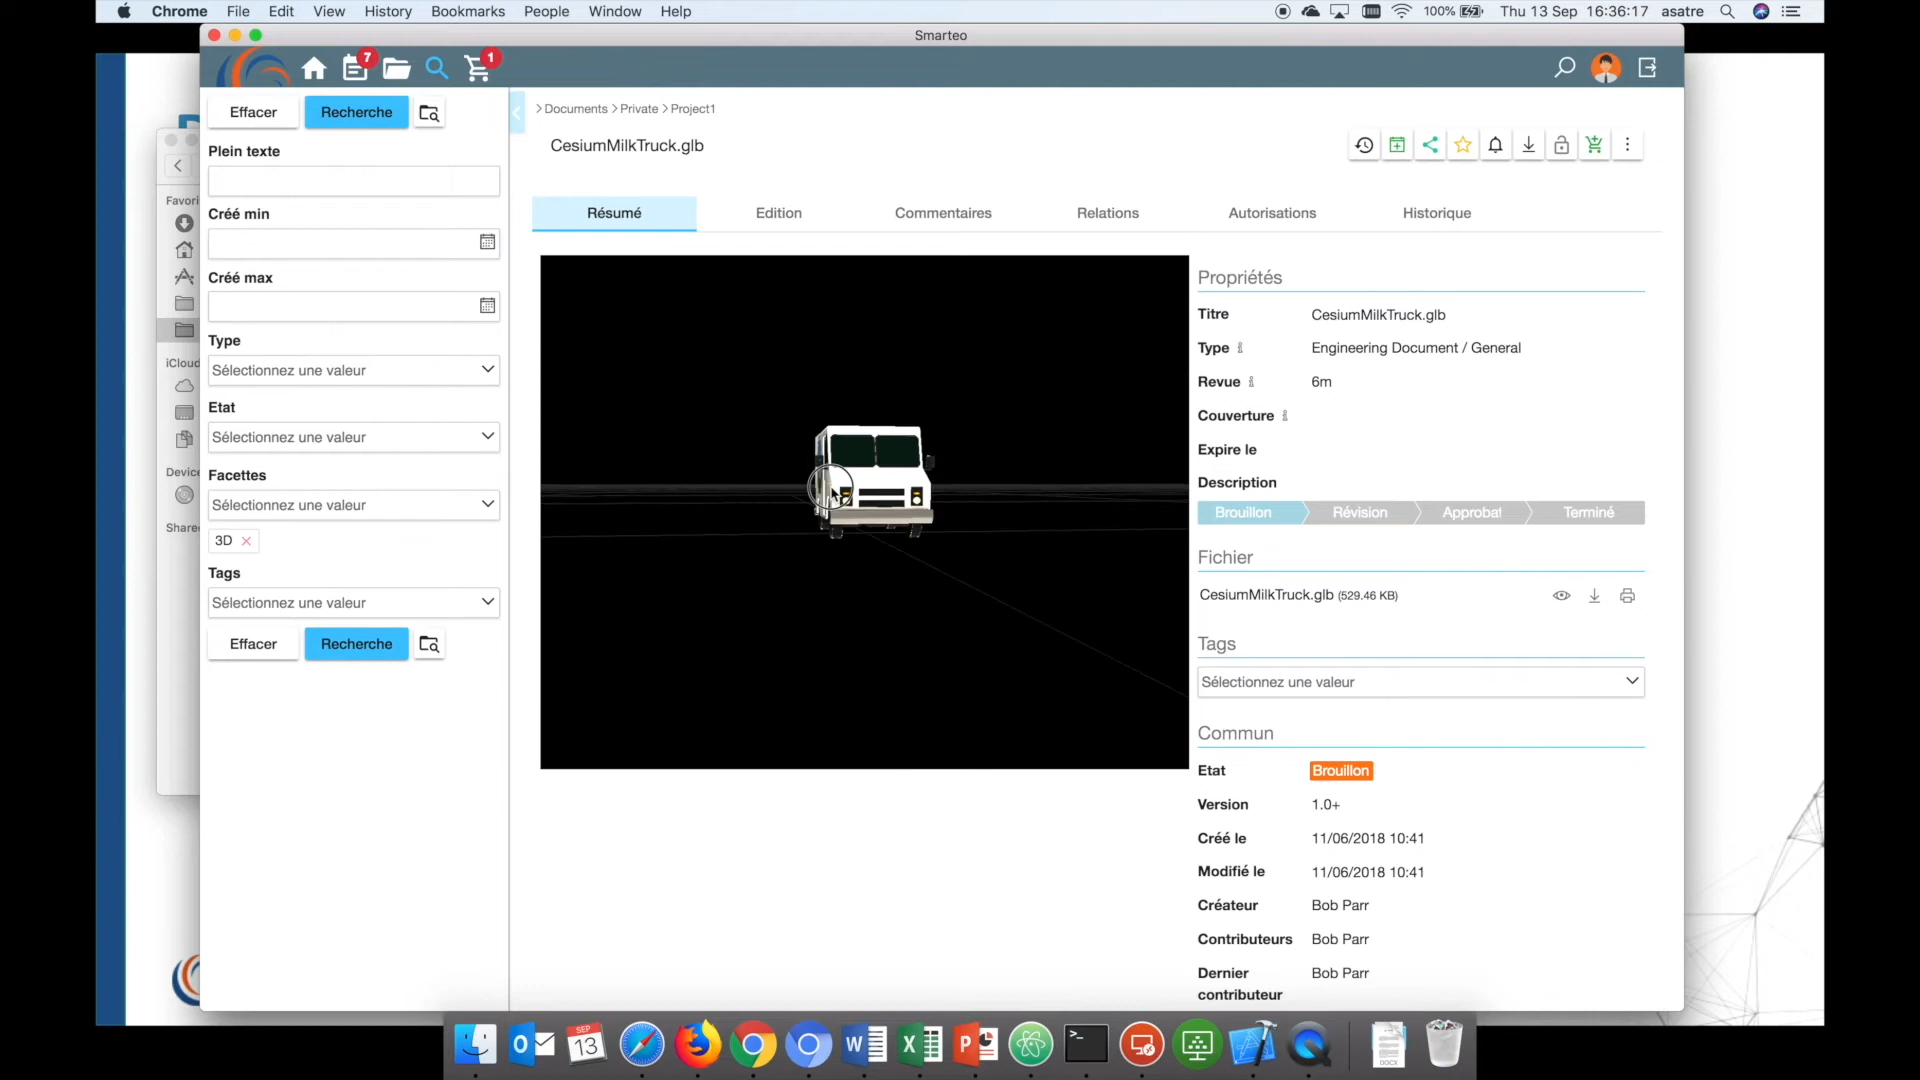 Chrome File Edit View History Bookmarks People Window Help 100% Thu 13 Sep 16:36:17 asatre
Smarteo
7
1
Effacer Recherche
Plein texte
Créé min
Créé max
Type
Sélectionnez une valeur
Etat
Sélectionnez une valeur
Facettes
Sélectionnez une valeur
3D ×
Tags
Sélectionnez une valeur
Effacer Recherche
Favori
iCloud
Device
Share
> Documents > Private > Project1
CesiumMilkTruck.glb
Résumé Edition Commentaires Relations Autorisations Historique
Propriétés
Titre CesiumMilkTruck.glb
Type Engineering Document / General
Revue 6m
Couverture
Expire le
Description
Brouillon Révision Approbat Terminé
Fichier
CesiumMilkTruck.glb (529.46 KB)
Tags
Sélectionnez une valeur
Commun
Etat Brouillon
Version 1.0+
Créé le 11/06/2018 10:41
Modifié le 11/06/2018 10:41
Créateur Bob Parr
Contributeurs Bob Parr
Dernier contributeur Bob Parr
SEP
13
DOCX